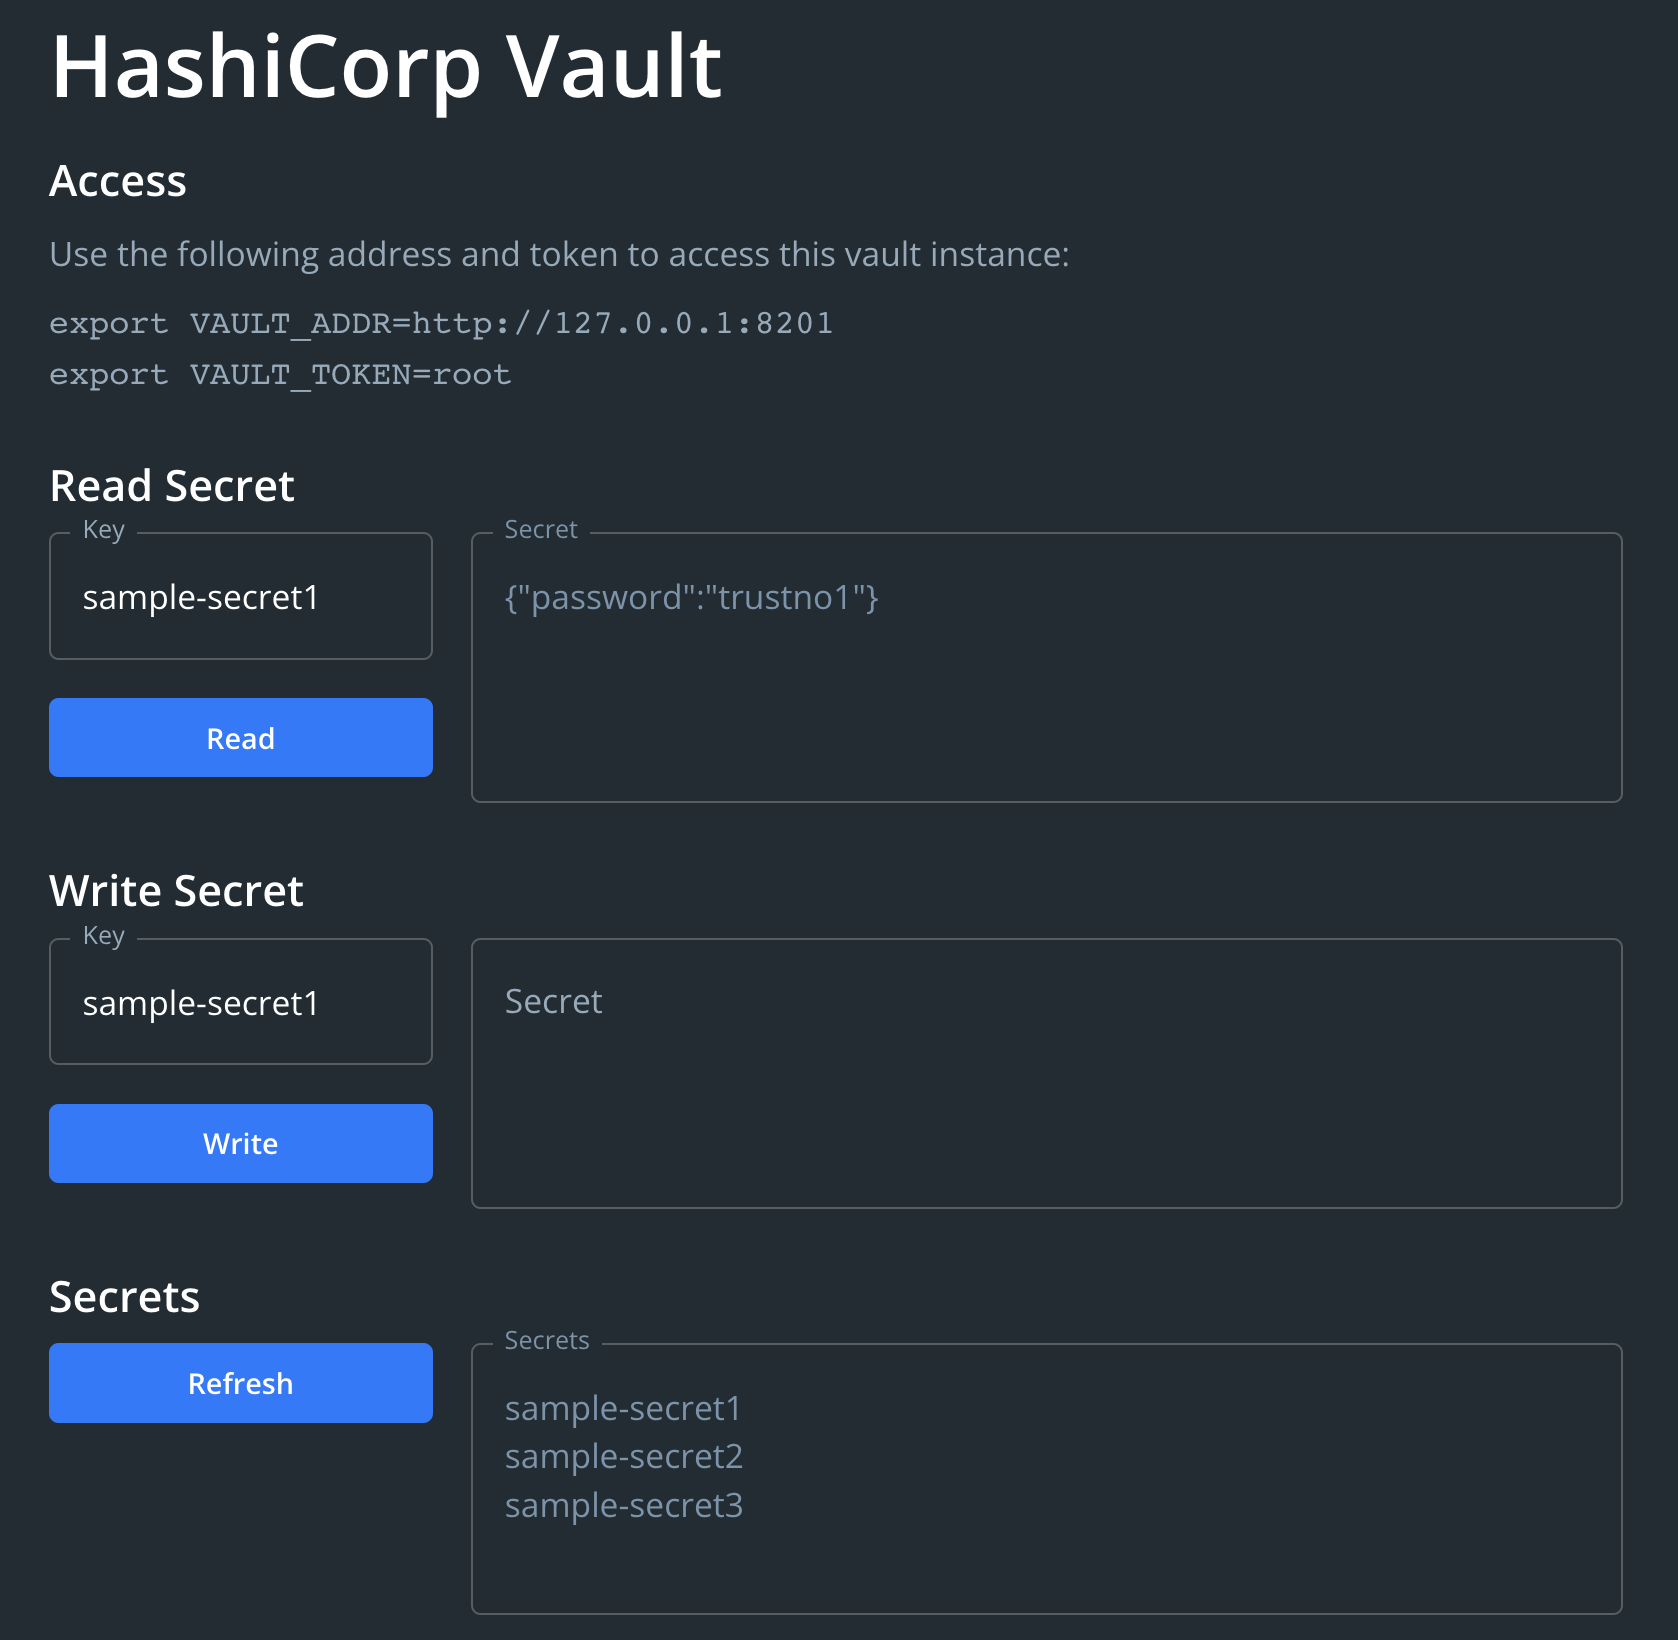 HashiCorp Vault
Access
Use the following address and token to access this vault instance:
export VAULT_ADDR=http://127.0.0.1:8201
export VAULT_TOKEN=root
Read Secret
Key
sample-secret1
Read
Secret
{"password":"trustno1"}
Write Secret
Key
sample-secret1
Write
Secret
Secrets
Refresh
Secrets
sample-secret1
sample-secret2
sample-secret3